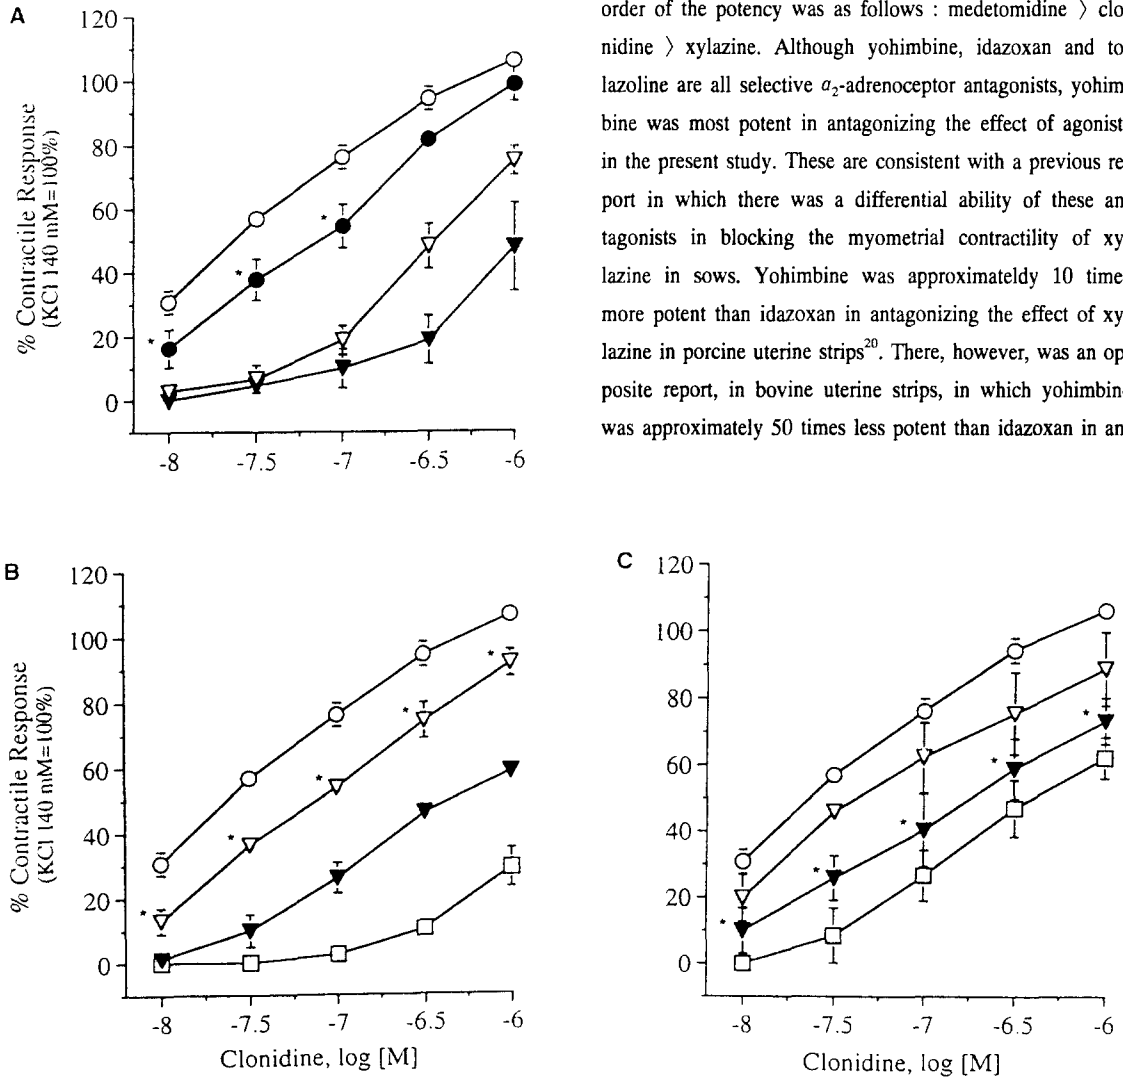 A
120
100
80
60
40
20
0
% Contractile Response
(KCl 140 mM=100%)
-8 -7.5 -7 -6.5 -6
order of the potency was as follows : medetomidine 〉 clo
nidine 〉 xylazine. Although yohimbine, idazoxan and to
lazoline are all selective α₂-adrenoceptor antagonists, yohim
bine was most potent in antagonizing the effect of agonist
in the present study. These are consistent with a previous re
port in which there was a differential ability of these an
tagonists in blocking the myometrial contractility of xy
lazine in sows. Yohimbine was approximateldy 10 time
more potent than idazoxan in antagonizing the effect of xy
lazine in porcine uterine strips²⁰. There, however, was an op
posite report, in bovine uterine strips, in which yohimbin
was approximately 50 times less potent than idazoxan in an
B
120
100
80
60
40
20
0
% Contractile Response
(KCl 140 mM=100%)
-8 -7.5 -7 -6.5 -6
Clonidine, log [M]
C
120
100
80
60
40
20
0
-8 -7.5 -7 -6.5 -6
Clonidine, log [M]